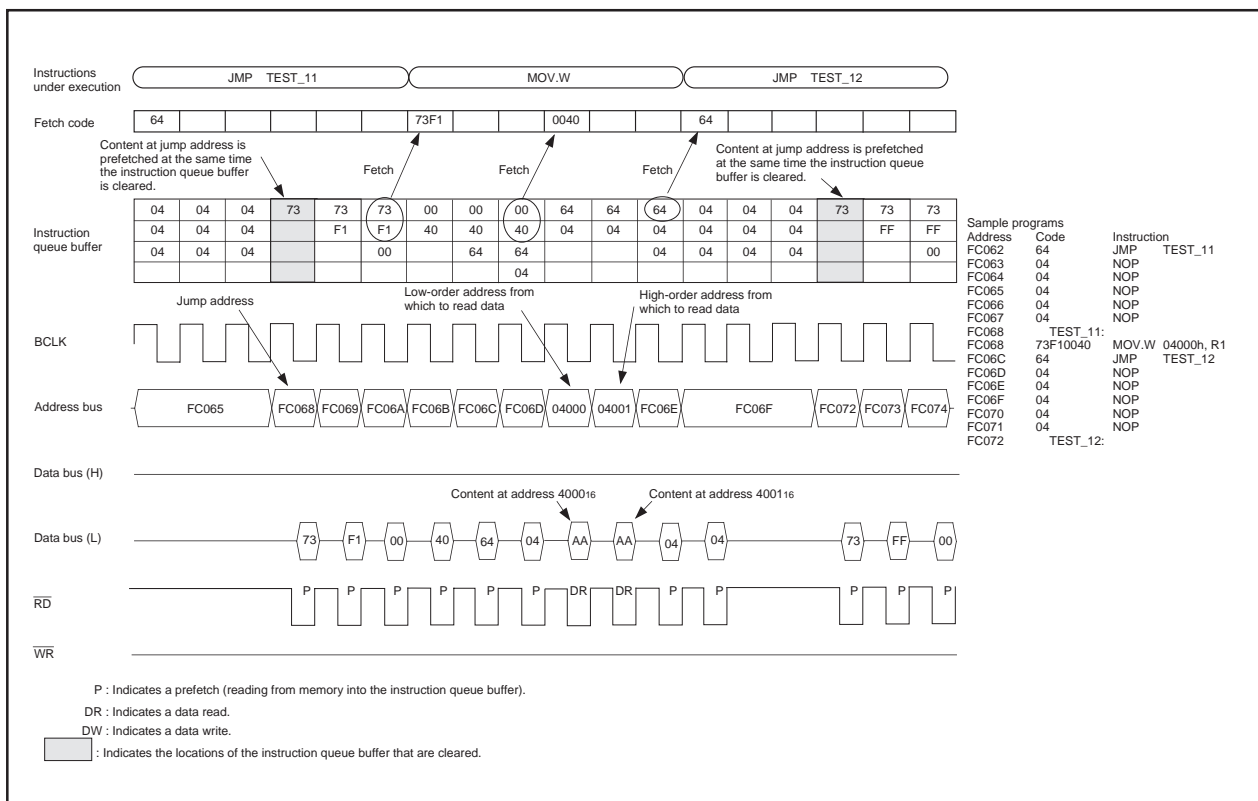 Instructions
under execution
JMP TEST_11
MOV.W
JMP TEST_12
Fetch code
64
73F1
0040
64
Content at jump address is
prefetched at the same time
the instruction queue buffer
is cleared.
Fetch
Fetch
Fetch
Content at jump address is prefetched
at the same time the instruction queue
buffer is cleared.
Instruction
queue buffer
04 04 04 73 73 73 00 00 00 64 64 64 04 04 04 73 73 73
04 04 04 F1 F1 40 40 40 04 04 04 04 04 04 FF FF
04 04 04 00 64 64 04 04 04 04 00
04
Jump address
Low-order address from
which to read data
High-order address from
which to read data
BCLK
Address bus
FC065 FC068 FC069 FC06A FC06B FC06C FC06D 04000 04001 FC06E FC06F FC072 FC073 FC074
Data bus (H)
Content at address 400016
Content at address 400116
Data bus (L)
73 F1 00 40 64 04 AA AA 04 04 73 FF 00
P P P P P P DR DR P P P P P
RD
WR
P : Indicates a prefetch (reading from memory into the instruction queue buffer).
DR : Indicates a data read.
DW : Indicates a data write.
: Indicates the locations of the instruction queue buffer that are cleared.
Sample programs
Address Code Instruction
FC062 64 JMP TEST_11
FC063 04 NOP
FC064 04 NOP
FC065 04 NOP
FC066 04 NOP
FC067 04 NOP
FC068 TEST_11:
FC068 73F10040 MOV.W 04000h, R1
FC06C 64 JMP TEST_12
FC06D 04 NOP
FC06E 04 NOP
FC06F 04 NOP
FC070 04 NOP
FC071 04 NOP
FC072 TEST_12: